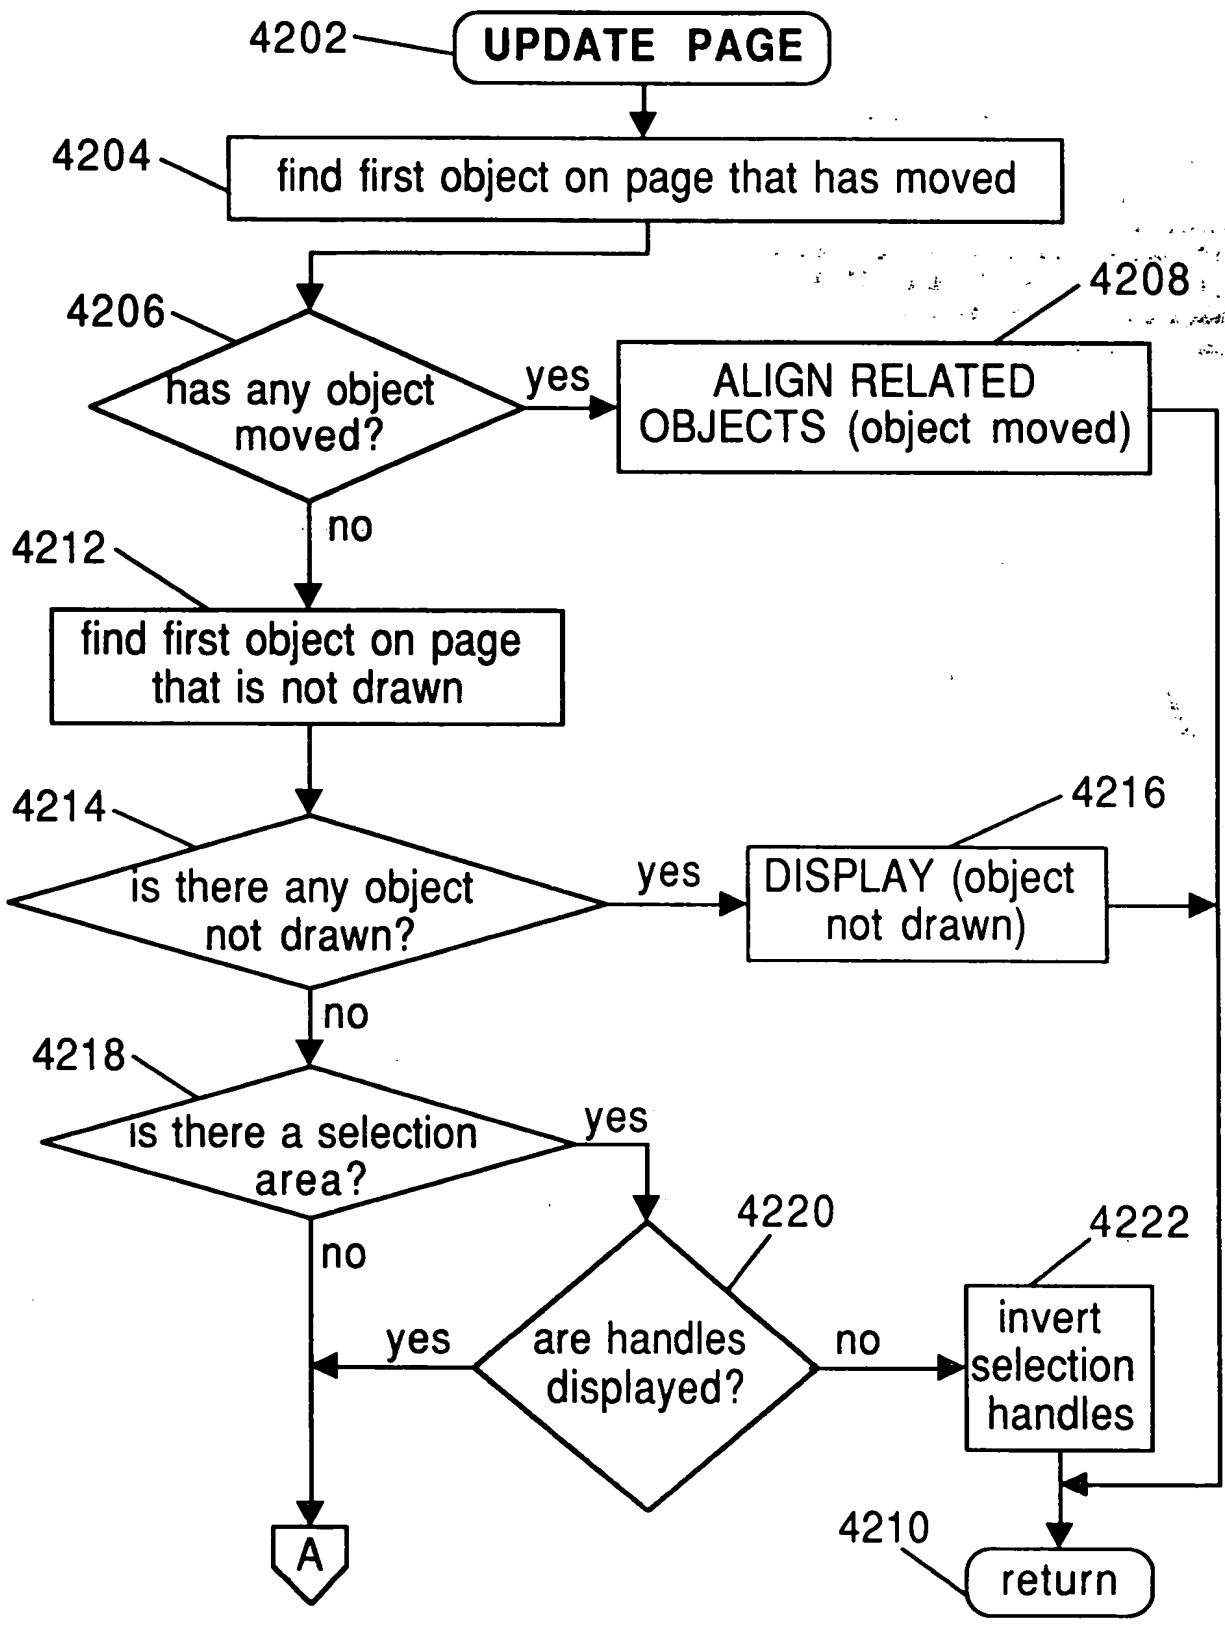 4202
UPDATE PAGE
4204
find first object on page that has moved
4206
4208
has any object
moved?
yes
ALIGN RELATED
OBJECTS (object moved)
no
4212
find first object on page
that is not drawn
4214
4216
is there any object
not drawn?
yes
DISPLAY (object
not drawn)
no
4218
is there a selection
area?
yes
4220
4222
no
yes
are handles
displayed?
no
invert
selection
handles
A
4210
return